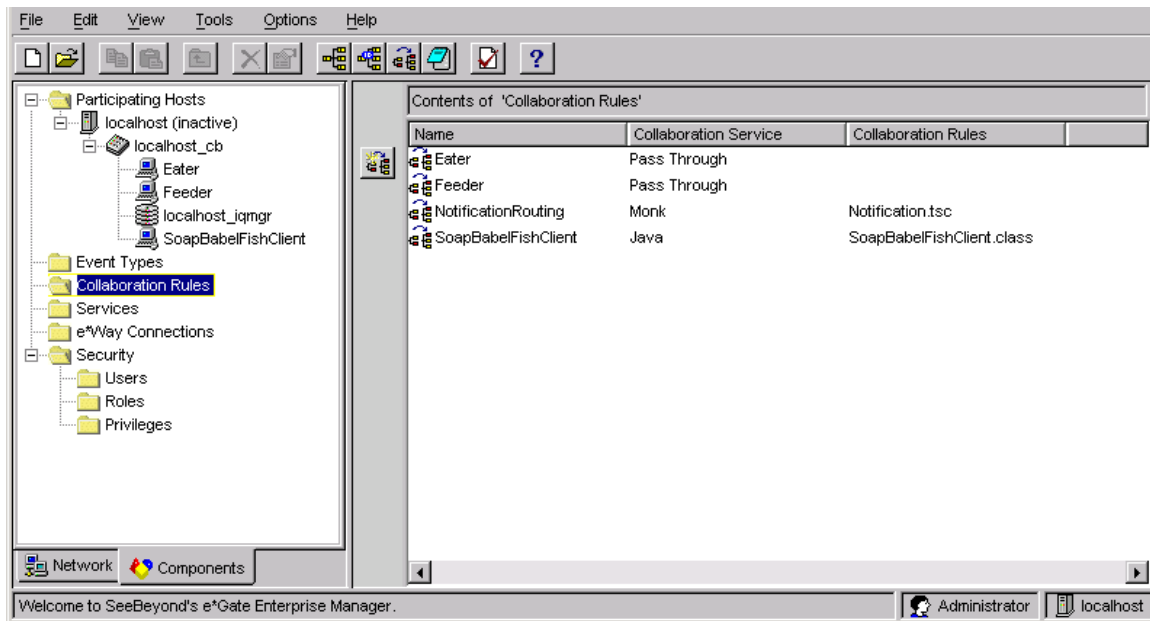 File Edit View Tools Options Help
?
Participating Hosts
localhost (inactive)
localhost_cb
Eater
Feeder
localhost_iqmgr
SoapBabelFishClient
Event Types
Collaboration Rules
Services
e*Way Connections
Security
Users
Roles
Privileges
Network Components
Contents of 'Collaboration Rules'
Name Collaboration Service Collaboration Rules
Eater Pass Through
Feeder Pass Through
NotificationRouting Monk Notification.tsc
SoapBabelFishClient Java SoapBabelFishClient.class
Welcome to SeeBeyond's e*Gate Enterprise Manager. Administrator localhost